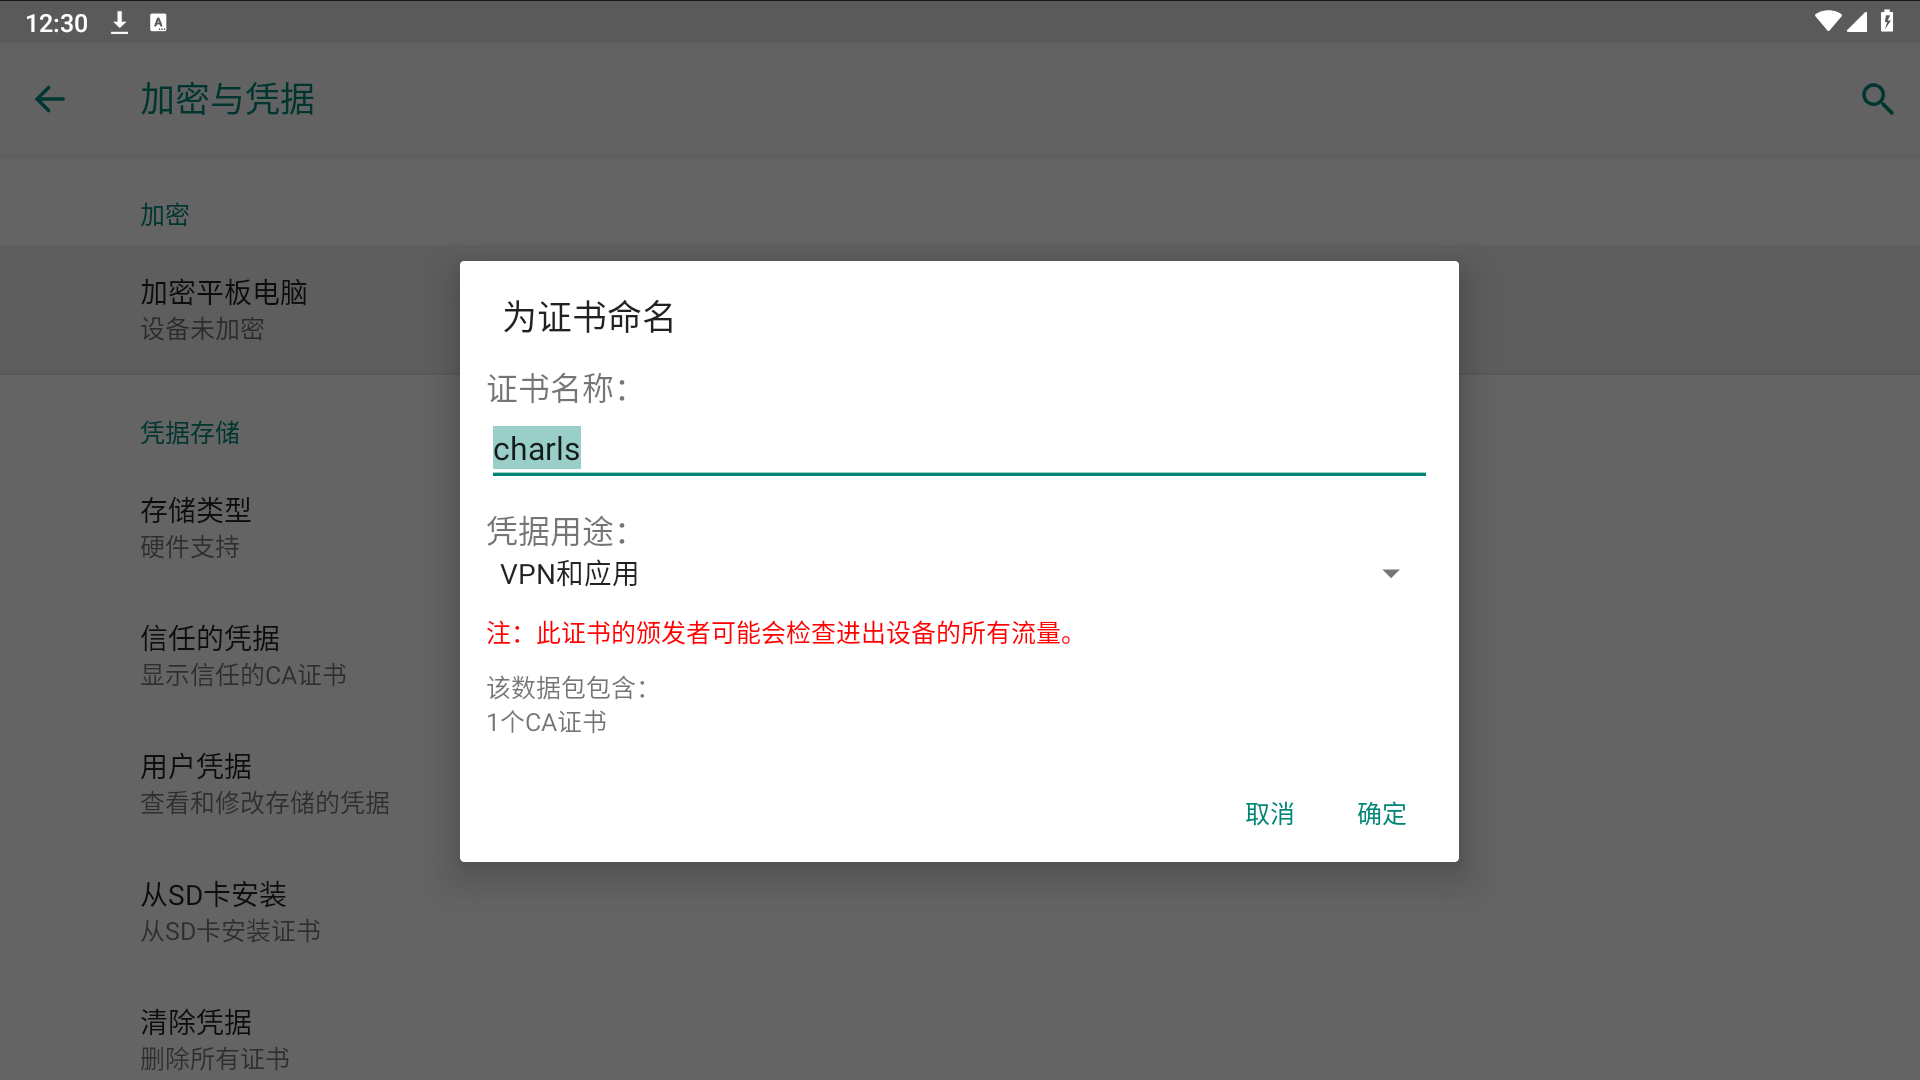 12:30
加密与凭据
加密
加密平板电脑
设备未加密
凭据存储
存储类型
硬件支持
信任的凭据
显示信任的CA证书
用户凭据
查看和修改存储的凭据
从SD卡安装
从SD卡安装证书
清除凭据
删除所有证书
为证书命名
证书名称：
charls
凭据用途：
VPN和应用
注：此证书的颁发者可能会检查进出设备的所有流量。
该数据包包含：
1个CA证书
取消
确定